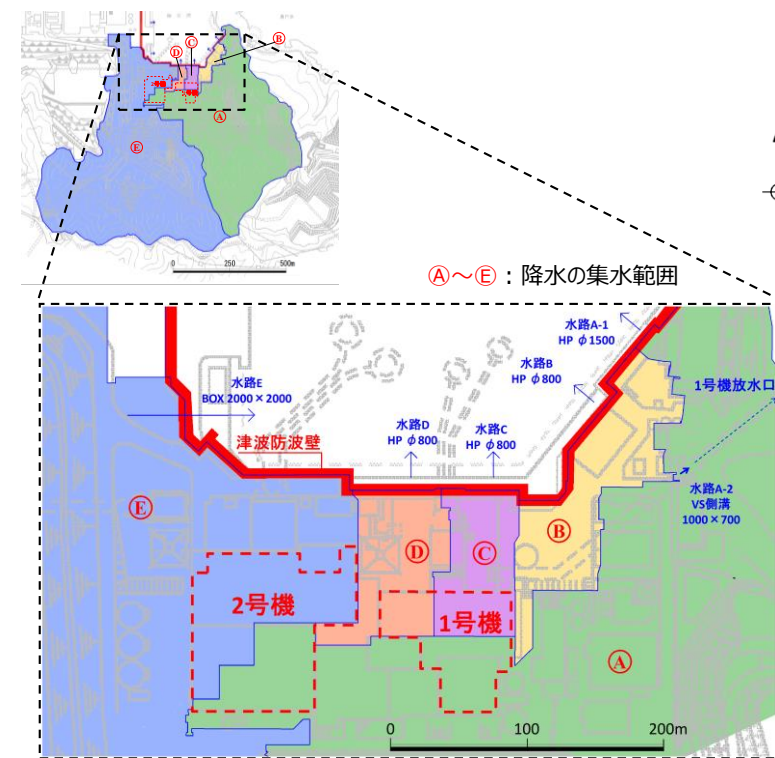 Ⓒ
Ⓓ
Ⓑ
Ⓐ
Ⓔ
0 250 500m
Ⓐ～Ⓔ：降水の集水範囲
水路A-1
HP φ1500
水路B
HP φ800
水路E
BOX 2000×2000
1号機放水口
水路D
HP φ800
水路C
HP φ800
津波防波壁
水路A-2
VS側溝
1000×700
Ⓔ
Ⓓ
Ⓒ
Ⓑ
2号機
1号機
Ⓐ
0 100 200m